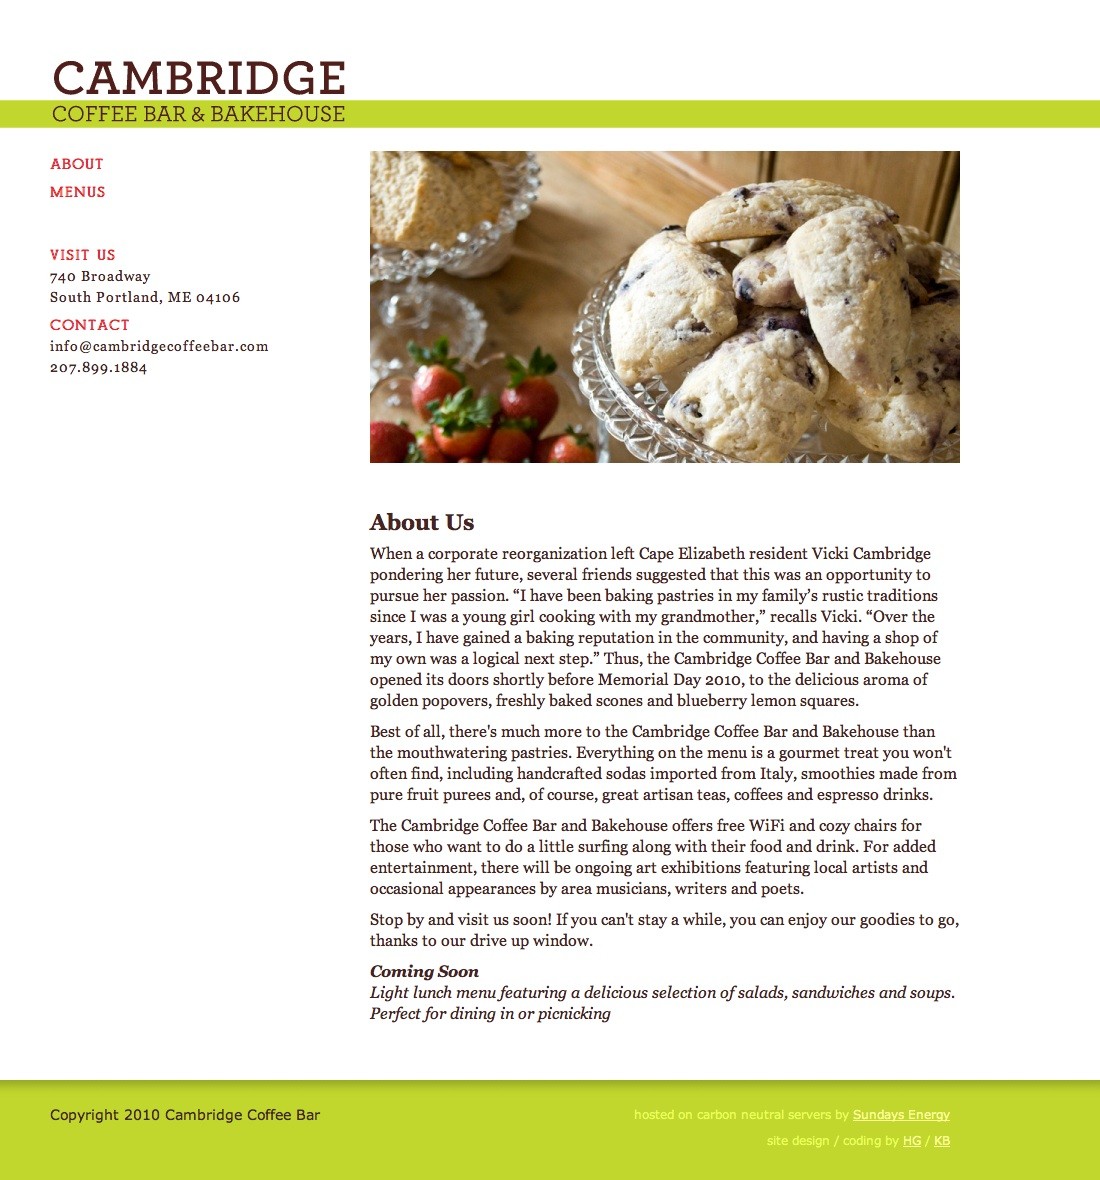 CAMBRIDGE
COFFEE BAR & BAKEHOUSE
ABOUT
MENUS
VISIT US
740 Broadway
South Portland, ME 04106
CONTACT
info@cambridgecoffeebar.com
207.899.1884
About Us
When a corporate reorganization left Cape Elizabeth resident Vicki Cambridge
pondering her future, several friends suggested that this was an opportunity to
pursue her passion. “I have been baking pastries in my family’s rustic traditions
since I was a young girl cooking with my grandmother,” recalls Vicki. “Over the
years, I have gained a baking reputation in the community, and having a shop of
my own was a logical next step.” Thus, the Cambridge Coffee Bar and Bakehouse
opened its doors shortly before Memorial Day 2010, to the delicious aroma of
golden popovers, freshly baked scones and blueberry lemon squares.
Best of all, there's much more to the Cambridge Coffee Bar and Bakehouse than
the mouthwatering pastries. Everything on the menu is a gourmet treat you won't
often find, including handcrafted sodas imported from Italy, smoothies made from
pure fruit purees and, of course, great artisan teas, coffees and espresso drinks.
The Cambridge Coffee Bar and Bakehouse offers free WiFi and cozy chairs for
those who want to do a little surfing along with their food and drink. For added
entertainment, there will be ongoing art exhibitions featuring local artists and
occasional appearances by area musicians, writers and poets.
Stop by and visit us soon! If you can't stay a while, you can enjoy our goodies to go,
thanks to our drive up window.
Coming Soon
Light lunch menu featuring a delicious selection of salads, sandwiches and soups.
Perfect for dining in or picnicking
Copyright 2010 Cambridge Coffee Bar
hosted on carbon neutral servers by Sundays Energy
site design / coding by HG / KB